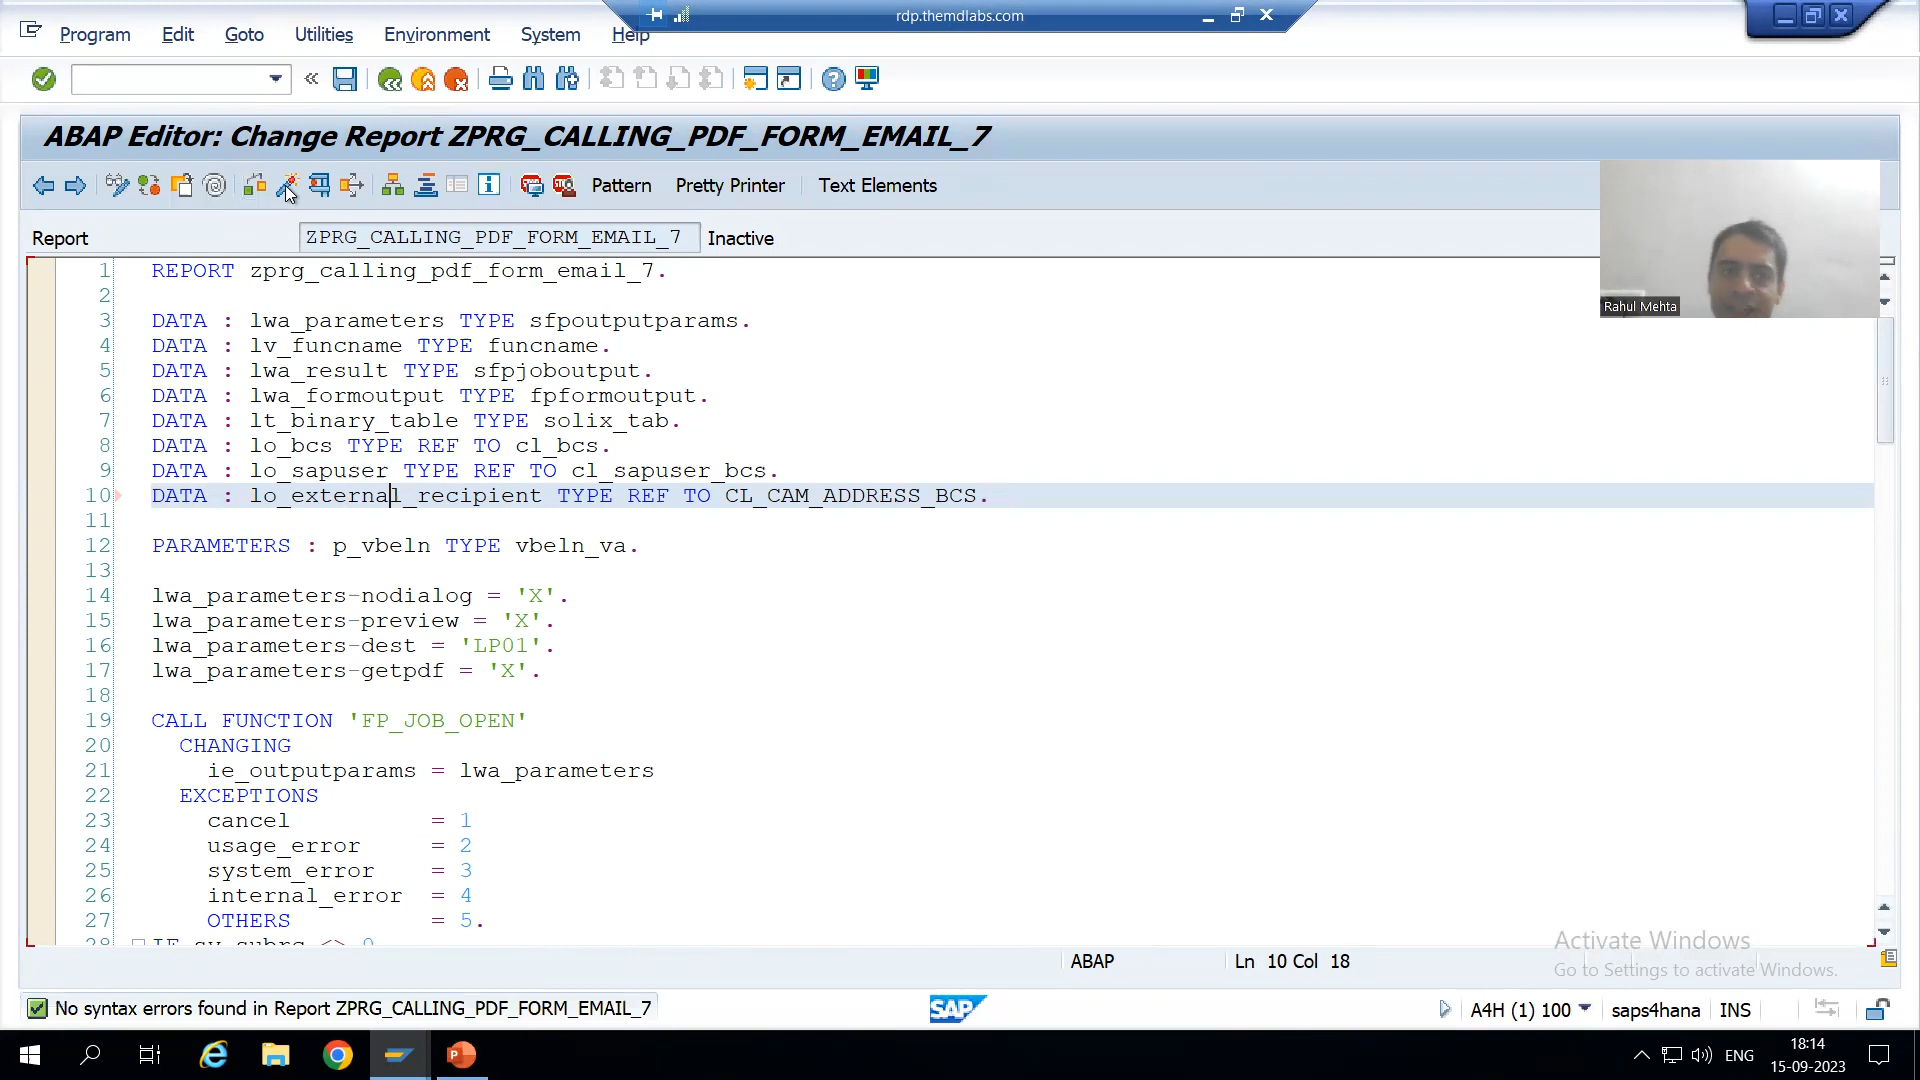 rdp.themdlabs.com
Program Edit Goto Utilities Environment System Help
ABAP Editor: Change Report ZPRG_CALLING_PDF_FORM_EMAIL_7
Pattern Pretty Printer Text Elements
Report ZPRG_CALLING_PDF_FORM_EMAIL_7 Inactive
Rahul Mehta
1 REPORT zprg_calling_pdf_form_email_7.
2
3 DATA : lwa_parameters TYPE sfpoutputparams.
4 DATA : lv_funcname TYPE funcname.
5 DATA : lwa_result TYPE sfpjoboutput.
6 DATA : lwa_formoutput TYPE fpformoutput.
7 DATA : lt_binary_table TYPE solix_tab.
8 DATA : lo_bcs TYPE REF TO cl_bcs.
9 DATA : lo_sapuser TYPE REF TO cl_sapuser_bcs.
10 DATA : lo_external_recipient TYPE REF TO CL_CAM_ADDRESS_BCS.
11
12 PARAMETERS : p_vbeln TYPE vbeln_va.
13
14 lwa_parameters-nodialog = 'X'.
15 lwa_parameters-preview = 'X'.
16 lwa_parameters-dest = 'LP01'.
17 lwa_parameters-getpdf = 'X'.
18
19 CALL FUNCTION 'FP_JOB_OPEN'
20 CHANGING
21 ie_outputparams = lwa_parameters
22 EXCEPTIONS
23 cancel = 1
24 usage_error = 2
25 system_error = 3
26 internal_error = 4
27 OTHERS = 5.
28 IF sy-subrc <> 0
Activate Windows
Go to Settings to activate Windows.
ABAP Ln 10 Col 18
No syntax errors found in Report ZPRG_CALLING_PDF_FORM_EMAIL_7
SAP
A4H (1) 100 saps4hana INS
ENG
18:14
15-09-2023